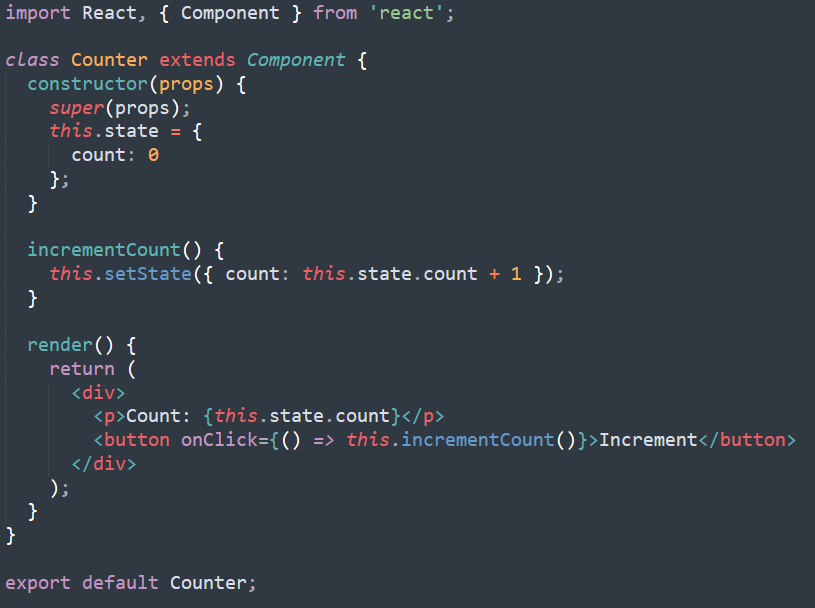 import React, { Component } from 'react';
class Counter extends Component {
  constructor(props) {
    super(props);
    this.state = {
      count: 0
    };
  }
  incrementCount() {
    this.setState({ count: this.state.count + 1 });
  }
  render() {
    return (
      <div>
        <p>Count: {this.state.count}</p>
        <button onClick={() => this.incrementCount()}>Increment</button>
      </div>
    );
  }
}
export default Counter;